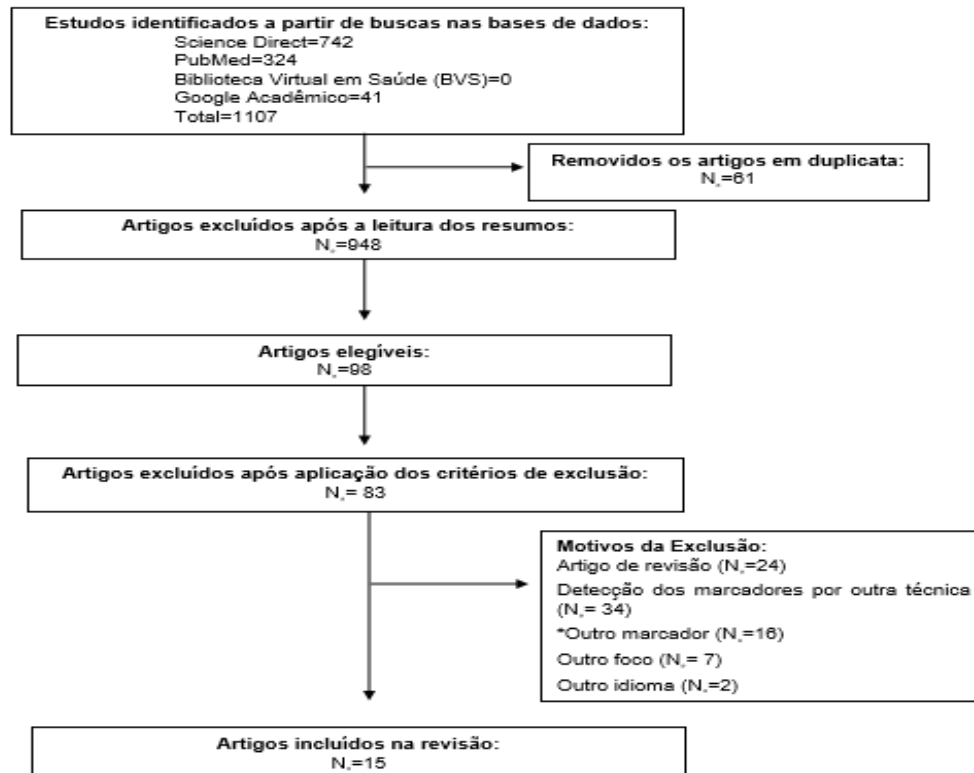 Estudos identificados a partir de buscas nas bases de dados:
Science Direct=742
PubMed=324
Biblioteca Virtual em Saúde (BVS)=0
Google Acadêmico=41
Total=1107
Removidos os artigos em duplicata:
N.=61
Artigos excluídos após a leitura dos resumos:
N.=948
Artigos elegíveis:
N.=98
Artigos excluídos após aplicação dos critérios de exclusão:
N.= 83
Motivos da Exclusão:
Artigo de revisão (N.=24)
Detecção dos marcadores por outra técnica
(N.= 34)
*Outro marcador (N.=16)
Outro foco (N.= 7)
Outro idioma (N.=2)
Artigos incluídos na revisão:
N.=15